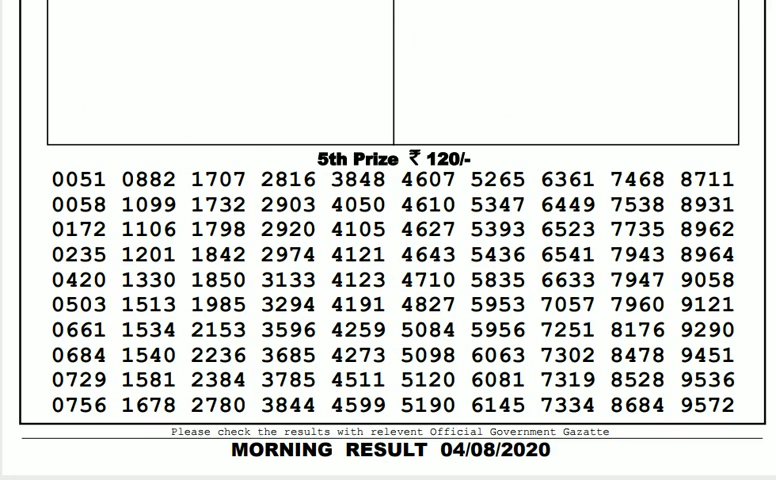 5th Prize ₹ 120/-
0051 0882 1707 2816 3848 4607 5265 6361 7468 8711
0058 1099 1732 2903 4050 4610 5347 6449 7538 8931
0172 1106 1798 2920 4105 4627 5393 6523 7735 8962
0235 1201 1842 2974 4121 4643 5436 6541 7943 8964
0420 1330 1850 3133 4123 4710 5835 6633 7947 9058
0503 1513 1985 3294 4191 4827 5953 7057 7960 9121
0661 1534 2153 3596 4259 5084 5956 7251 8176 9290
0684 1540 2236 3685 4273 5098 6063 7302 8478 9451
0729 1581 2384 3785 4511 5120 6081 7319 8528 9536
0756 1678 2780 3844 4599 5190 6145 7334 8684 9572
Please check the results with relevent Official Government Gazatte
MORNING RESULT 04/08/2020